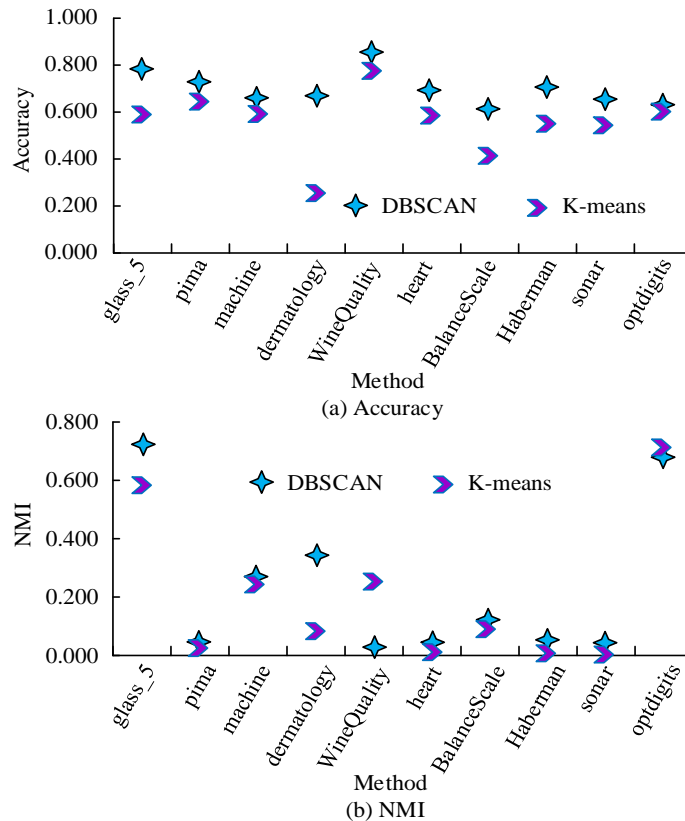 1.000
0.800
0.600
0.400
0.200
0.000
Accuracy
DBSCAN K-means
glass_5 pima machine dermatology WineQuality heart BalanceScale Haberman sonar optdigits
Method
(a) Accuracy
0.800
0.600
0.400
0.200
0.000
NMI
DBSCAN K-means
glass_5 pima machine dermatology WineQuality heart BalanceScale Haberman sonar optdigits
Method
(b) NMI